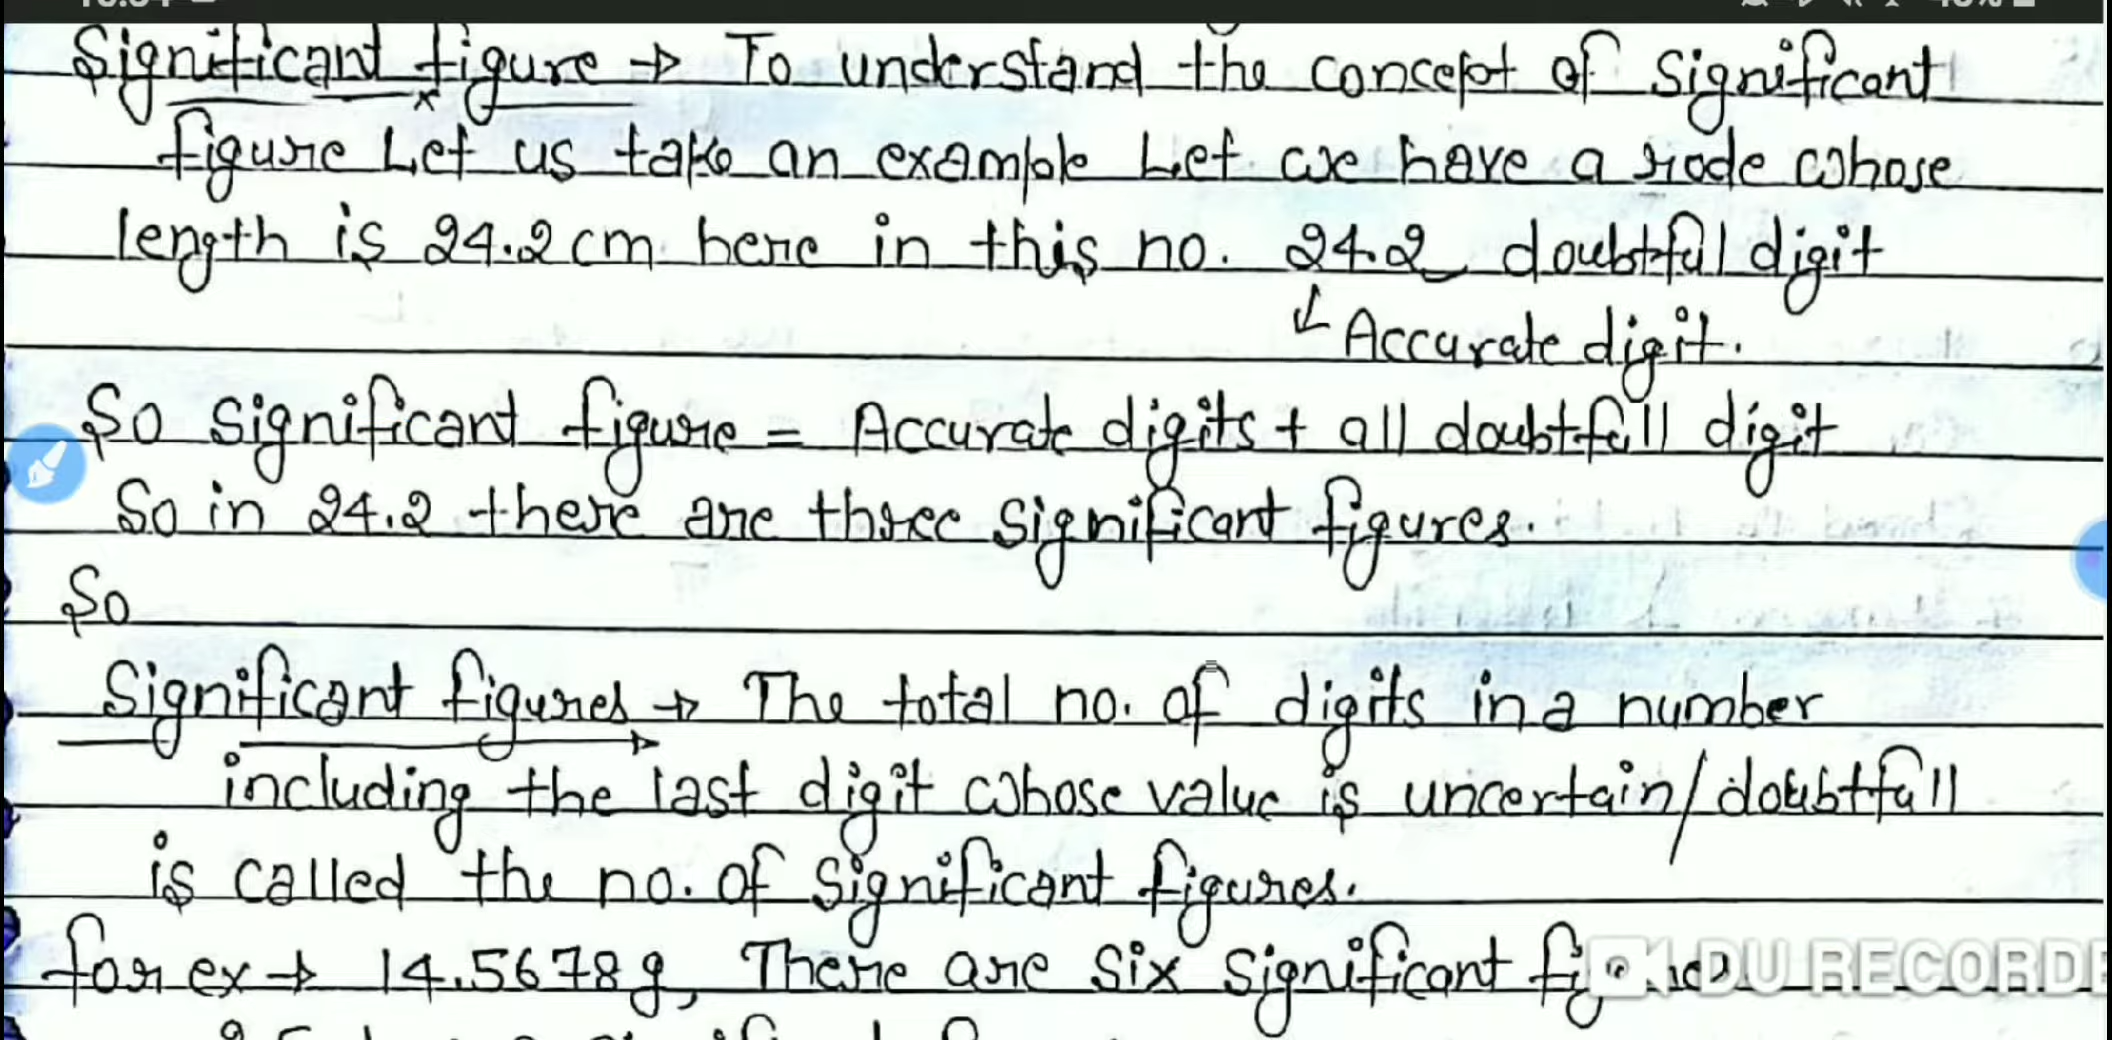 Significant figure → To understand the concept of significant
figure Let us take an example Let we have a rode whose
length is 24.2 cm. here in this no. 24.2 doubtful digit
Accurate digit.
So significant figure = Accurate digits + all doubtfull digit
So in 24.2 there are three significant figures.
So
Significant figures → The total no. of digits in a number
including the last digit whose value is uncertain/doubtfull
is called the no. of significant figures.
for ex → 14.5678g, There are six significant
DU RECORDE